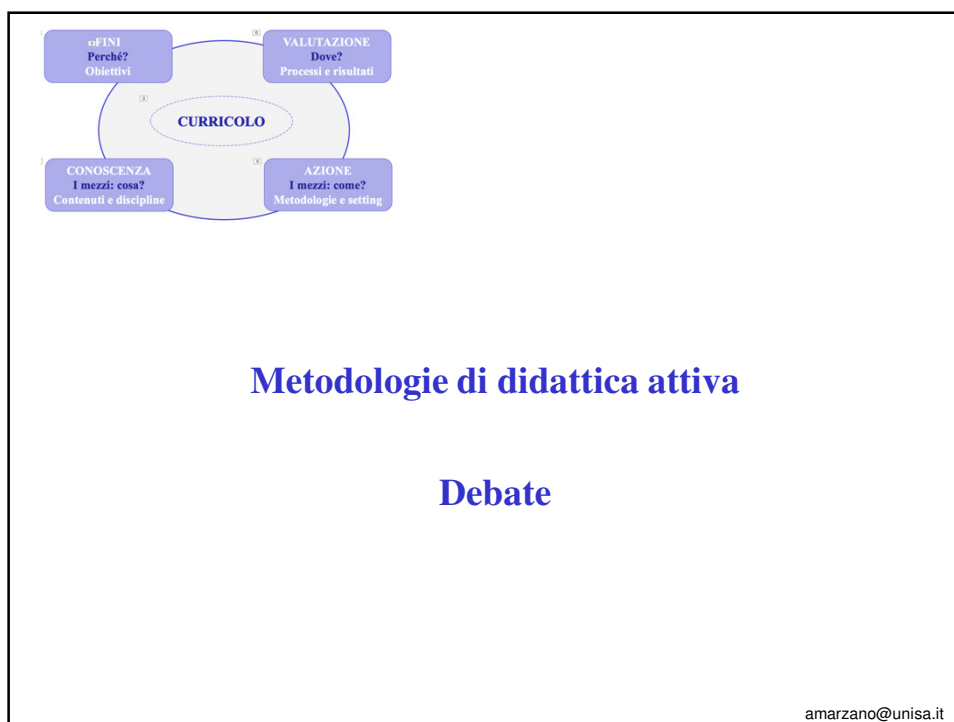 αFINI
Perché?
Obiettivi
VALUTAZIONE
Dove?
Processi e risultati
CURRICOLO
CONOSCENZA
I mezzi: cosa?
Contenuti e discipline
AZIONE
I mezzi: come?
Metodologie e setting
Metodologie di didattica attiva
Debate
amarzano@unisa.it